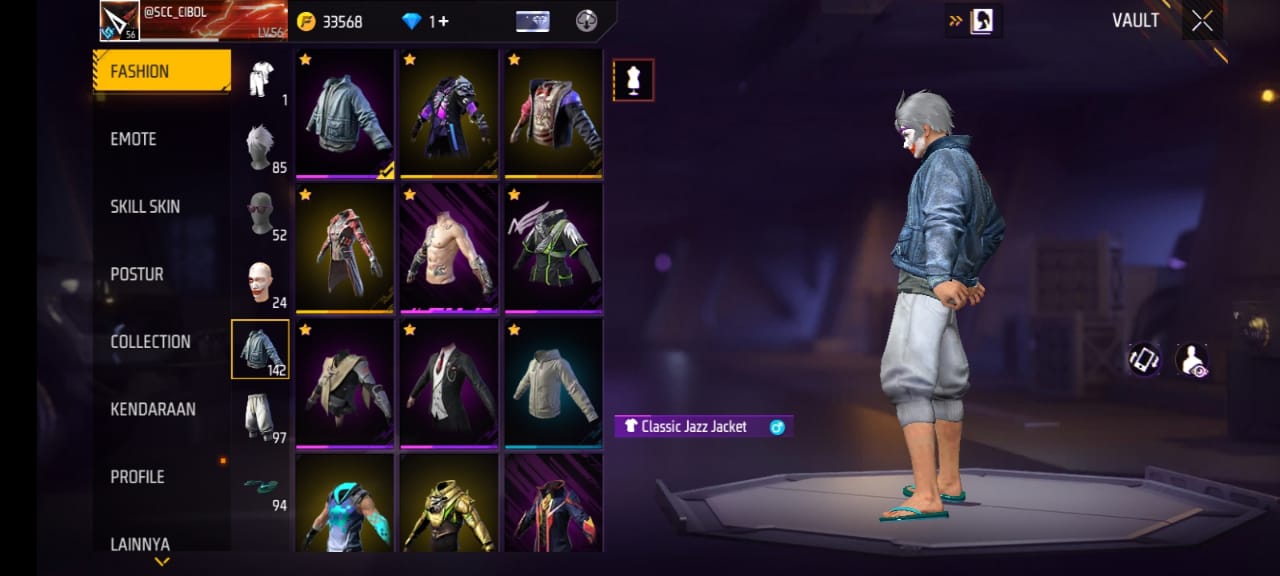 @SCC_CIBOL
56
LV.56
33568
1+
VAULT
FASHION
EMOTE
SKILL SKIN
POSTUR
COLLECTION
KENDARAAN
PROFILE
LAINNYA
1
85
52
24
142
97
94
Classic Jazz Jacket